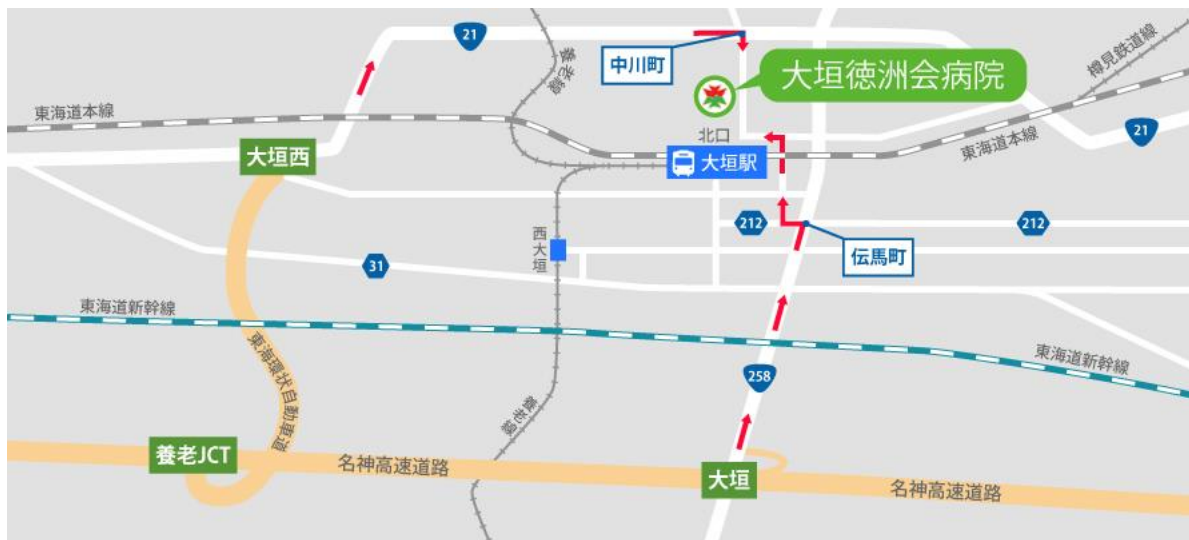 21
養老線
中川町
大垣徳洲会病院
樽見鉄道線
東海道本線
北口
21
大垣西
大垣駅
東海道本線
212
212
西大垣
伝馬町
31
東海道新幹線
東海環状自動車道
東海道新幹線
258
養老線
養老JCT
名神高速道路
大垣
名神高速道路